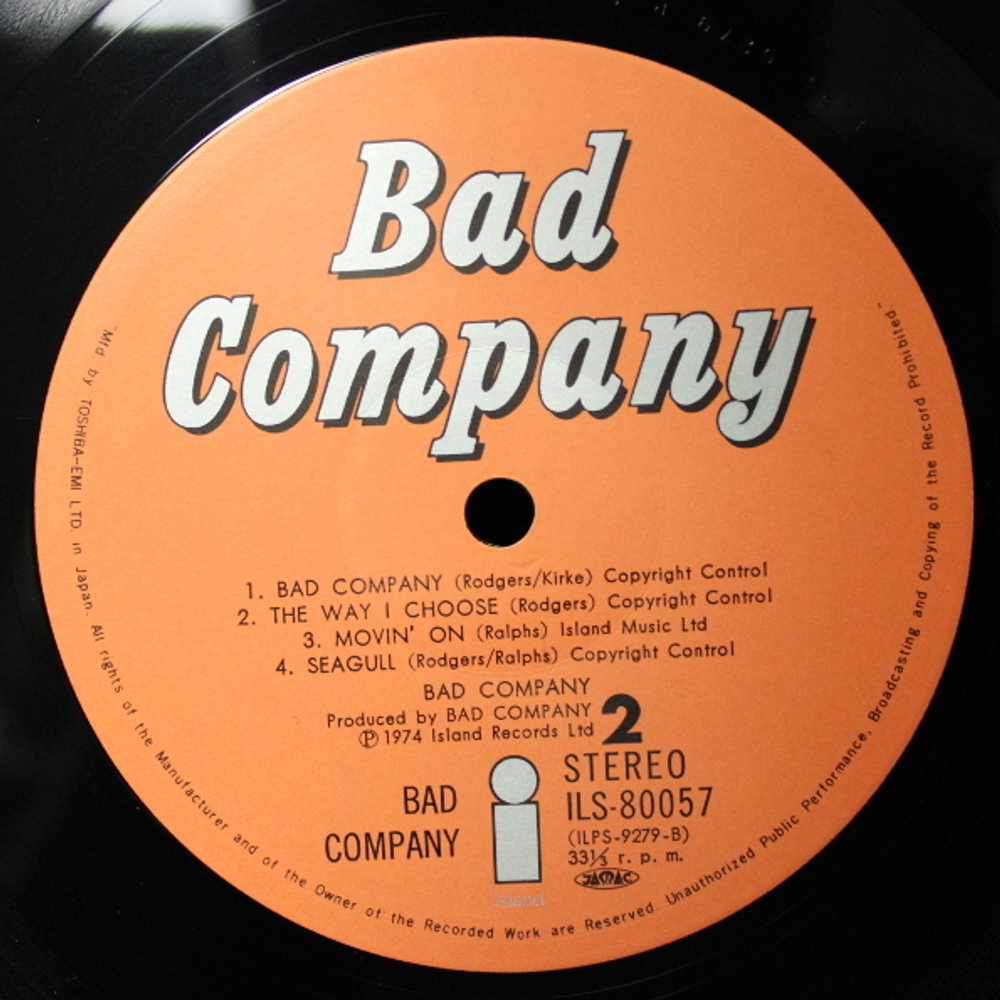 Bad
Company
1. BAD COMPANY (Rodgers/Kirke) Copyright Control
2. THE WAY I CHOOSE (Rodgers) Copyright Control
3. MOVIN' ON (Ralphs) Island Music Ltd
4. SEAGULL (Rodgers/Ralphs) Copyright Control
BAD COMPANY
Produced by BAD COMPANY
Ⓟ 1974 Island Records Ltd
2
BAD
COMPANY
island
STEREO
ILS-80057
(ILPS-9279-B)
33⅓ r. p. m.
JASRAC
"Mfd by TOSHIBA-EMI LTD. in Japan. All rights of the Manufacturer and of the Owner of the Recorded Work are Reserved. Unauthorized Public Performance, Broadcasting and Copying of the Record Prohibited."